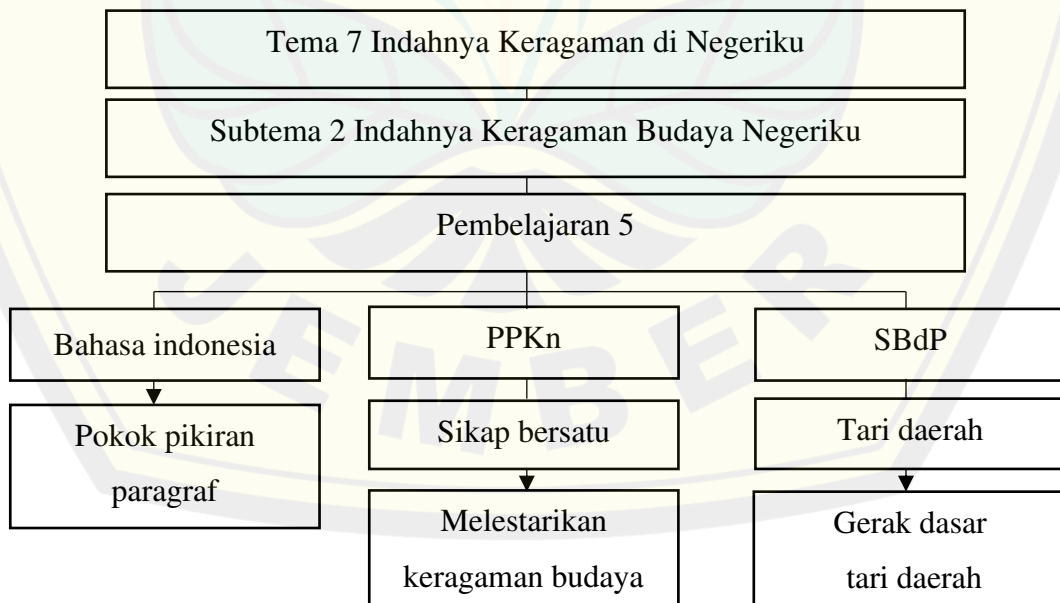 Tema 7 Indahnya Keragaman di Negeriku
Subtema 2 Indahnya Keragaman Budaya Negeriku
Pembelajaran 5
Bahasa indonesia
PPKn
SBdP
Pokok pikiran
paragraf
Sikap bersatu
Tari daerah
Melestarikan
keragaman budaya
Gerak dasar
tari daerah
JEMBER